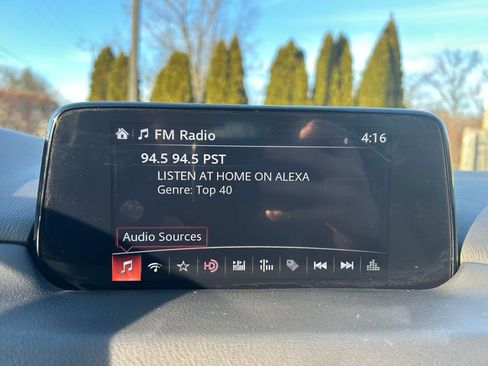 FM Radio
4:16
94.5 94.5 PST
LISTEN AT HOME ON ALEXA
Genre: Top 40
Audio Sources
HD